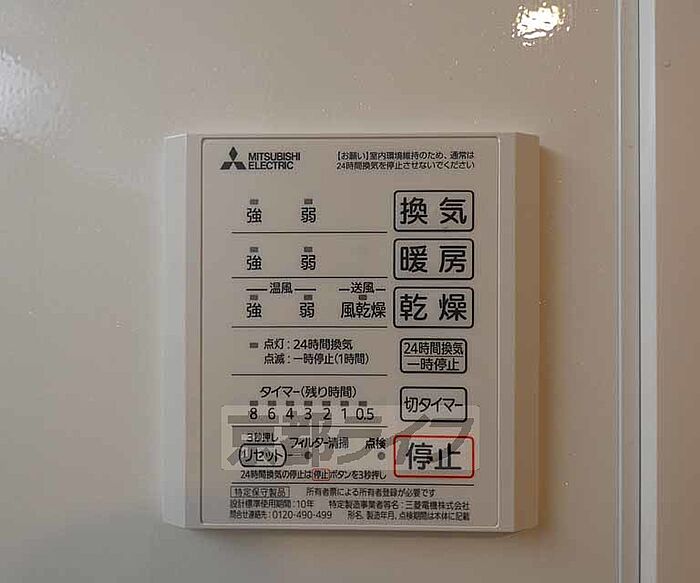 MITSUBISHI
ELECTRIC
【お願い】室内環境維持のため、通常は
24時間換気を停止させないでください
強 弱 換気
強 弱 暖房
温風 送風
強 弱 風乾燥 乾燥
点灯:24時間換気
点滅:一時停止(1時間)
24時間換気
一時停止
タイマー(残り時間)
8 6 4 3 2 1 0.5
切タイマー
3秒押し
リセット フィルター清掃 点検
停止
24時間換気の停止は停止ボタンを3秒押し
京都ライフ
特定保守製品 所有者票による所有者登録が必要です
設計標準使用期間:10年 特定製造事業者等名:三菱電機株式会社
問合せ連絡先:0120-490-499 形名、製造年月、点検期間は本体に記載